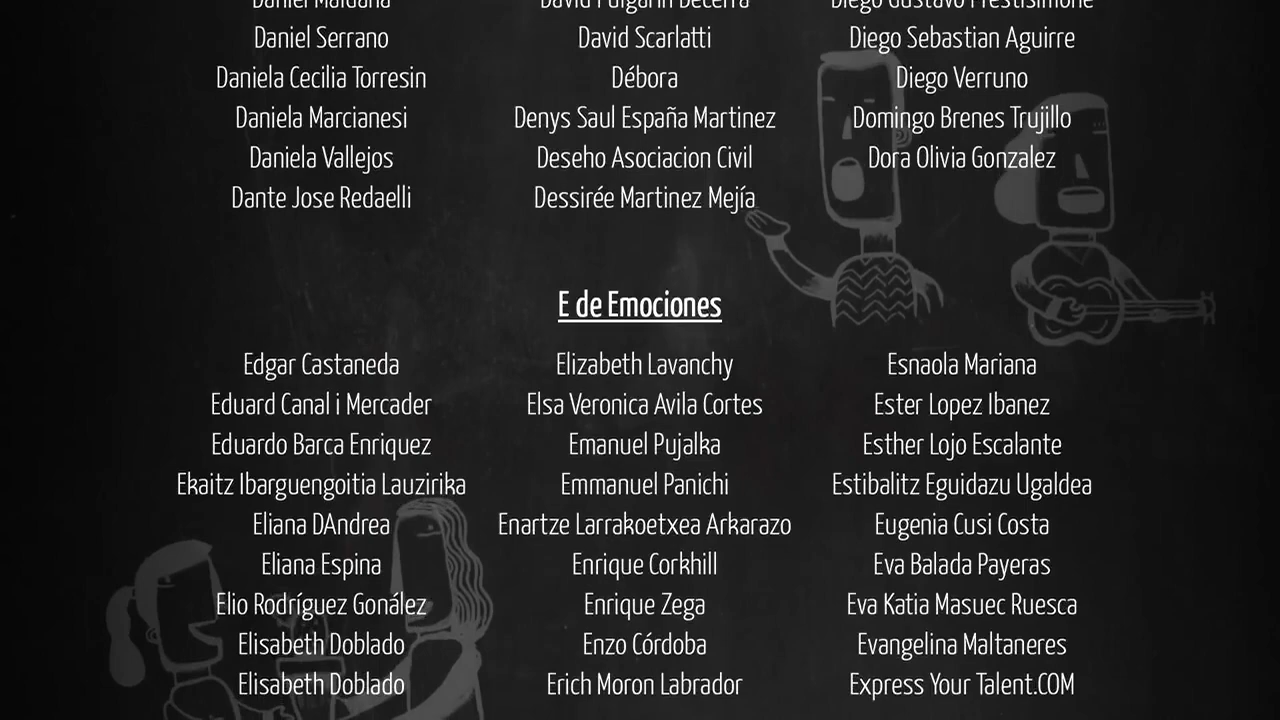 Daniel
Daniel Serrano
Daniela Cecilia Torresin
Daniela Marcianesi
Daniela Vallejos
Dante Jose Redaelli
David
David Scarlatti
Débora
Denys Saul España Martinez
Deseho Asociacion Civil
Dessirée Martinez Mejía
Diego Gustavo
Diego Sebastian Aguirre
Diego Verruno
Domingo Brenes Trujillo
Dora Olivia Gonzalez
E de Emociones
Edgar Castaneda
Eduard Canal i Mercader
Eduardo Barca Enriquez
Ekaitz Ibarguengoitia Lauzirika
Eliana DAndrea
Eliana Espina
Elio Rodríguez Gonález
Elisabeth Doblado
Elisabeth Doblado
Elizabeth Lavanchy
Elsa Veronica Avila Cortes
Emanuel Pujalka
Emmanuel Panichi
Enartze Larrakoetxea Arkarazo
Enrique Corkhill
Enrique Zega
Enzo Córdoba
Erich Moron Labrador
Esnaola Mariana
Ester Lopez Ibanez
Esther Lojo Escalante
Estibalitz Eguidazu Ugaldea
Eugenia Cusi Costa
Eva Balada Payeras
Eva Katia Masuec Ruesca
Evangelina Maltaneres
Express Your Talent.COM